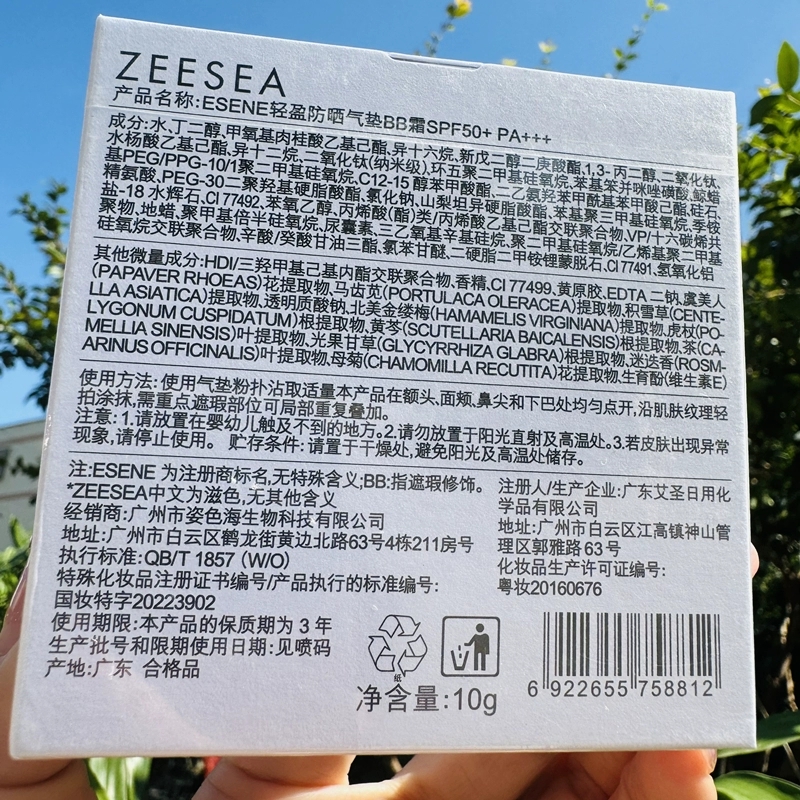 ZEESEA
产品名称:ESENE轻盈防晒气垫BB霜SPF50+ PA+++
成分:水、丁二醇、甲氧基肉桂酸乙基己酯、异十六烷、新戊二醇二庚酸酯、1,3-丙二醇、二氧化钛、
水杨酸乙基己酯、异十二烷、二氧化钛(纳米级)、环五聚二甲基硅氧烷、苯基苯并咪唑磺酸、鲸蜡
基PEG/PPG-10/1聚二甲基硅氧烷、C12-15 醇苯甲酸酯、二乙氨羟苯甲酰基苯甲酸己酯、硅石、
精氨酸、PEG-30二聚羟基硬脂酸酯、氯化钠、山梨坦异硬脂酸酯、苯基聚三甲基硅氧烷、季铵
盐-18 水辉石、CI 77492、苯氧乙醇、丙烯酸(酯)类/丙烯酸乙基己酯交联聚合物、VP/十六碳烯共
聚物、地蜡、聚甲基倍半硅氧烷、尿囊素、三乙氧基辛基硅烷、聚二甲基硅氧烷/乙烯基聚二甲基
硅氧烷交联聚合物、辛酸/癸酸甘油三酯、氯苯甘醚、二硬脂二甲铵锂蒙脱石、CI 77491、氢氧化铝
其他微量成分:HDI/三羟甲基己基内酯交联聚合物、香精、CI 77499、黄原胶、EDTA 二钠、虞美人
(PAPAVER RHOEAS)花提取物、马齿苋(PORTULACA OLERACEA)提取物、积雪草(CENTE-
LLA ASIATICA)提取物、透明质酸钠、北美金缕梅(HAMAMELIS VIRGINIANA)提取物、虎杖(PO-
LYGONUM CUSPIDATUM)根提取物、黄芩(SCUTELLARIA BAICALENSIS)根提取物、茶(CA-
MELLIA SINENSIS)叶提取物、光果甘草(GLYCYRRHIZA GLABRA)根提取物、迷迭香(ROSM-
ARINUS OFFICINALIS)叶提取物、母菊(CHAMOMILLA RECUTITA)花提取物、生育酚(维生素E)
使用方法: 使用气垫粉扑沾取适量本产品在额头、面颊、鼻尖和下巴处均匀点开,沿肌肤纹理轻
拍涂抹,需重点遮瑕部位可局部重复叠加。
注意: 1.请放置在婴幼儿触及不到的地方。2.请勿放置于阳光直射及高温处。3.若皮肤出现异常
现象,请停止使用。 贮存条件: 请置于干燥处, 避免阳光及高温处储存。
注:ESENE 为注册商标名,无特殊含义;BB:指遮瑕修饰。
*ZEESEA中文为滋色,无其他含义
经销商:广州市姿色海生物科技有限公司
地址:广州市白云区鹤龙街黄边北路63号4栋211房号
执行标准:QB/T 1857 (W/O)
特殊化妆品注册证书编号/产品执行的标准编号:
国妆特字20223902
使用期限:本产品的保质期为 3 年
生产批号和限期使用日期:见喷码
产地:广东 合格品
注册人/生产企业:广东艾圣日用化
学品有限公司
地址:广州市白云区江高镇神山管
理区郭雅路 63 号
化妆品生产许可证编号:
粤妆20160676
纸
净含量:10g
6 922655 758812